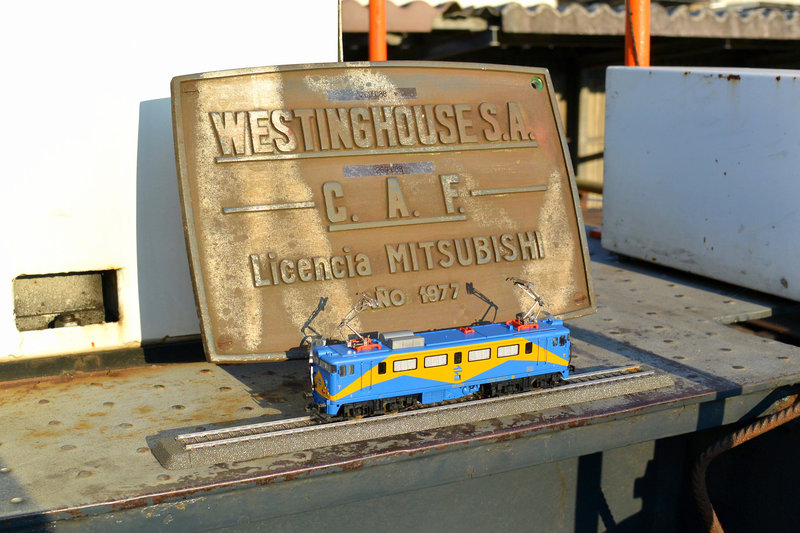 WESTINGHOUSE S.A.
C. A. F.
Licencia MITSUBISHI
AÑO 1977